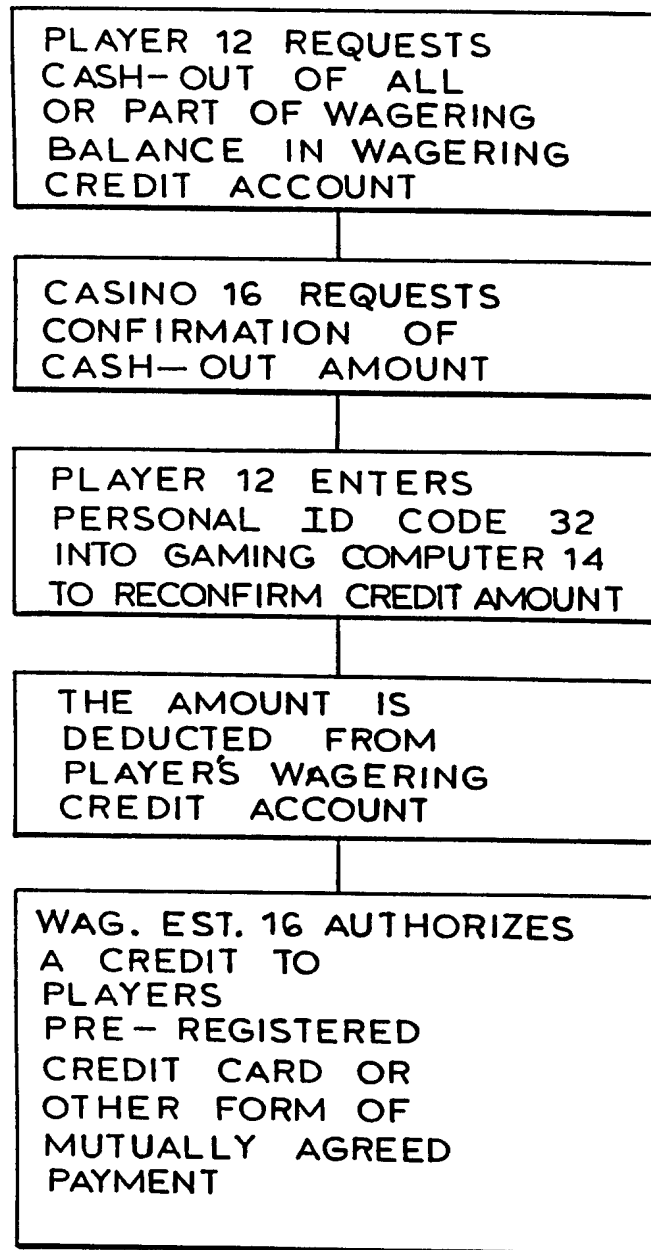 PLAYER 12 REQUESTS
CASH-OUT OF ALL
OR PART OF WAGERING
BALANCE IN WAGERING
CREDIT ACCOUNT
CASINO 16 REQUESTS
CONFIRMATION OF
CASH-OUT AMOUNT
PLAYER 12 ENTERS
PERSONAL ID CODE 32
INTO GAMING COMPUTER 14
TO RECONFIRM CREDIT AMOUNT
THE AMOUNT IS
DEDUCTED FROM
PLAYER'S WAGERING
CREDIT ACCOUNT
WAG. EST. 16 AUTHORIZES
A CREDIT TO
PLAYERS
PRE-REGISTERED
CREDIT CARD OR
OTHER FORM OF
MUTUALLY AGREED
PAYMENT